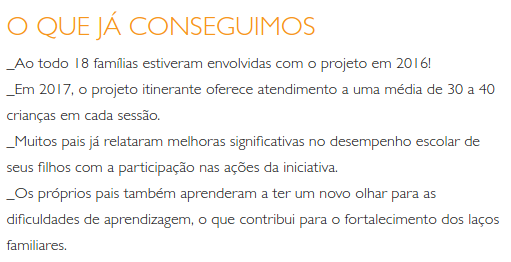 O QUE JÁ CONSEGUIMOS
_Ao todo 18 famílias estiveram envolvidas com o projeto em 2016!
_Em 2017, o projeto itinerante oferece atendimento a uma média de 30 a 40
crianças em cada sessão.
_Muitos pais já relataram melhoras significativas no desempenho escolar de
seus filhos com a participação nas ações da iniciativa.
_Os próprios pais também aprenderam a ter um novo olhar para as
dificuldades de aprendizagem, o que contribui para o fortalecimento dos laços
familiares.